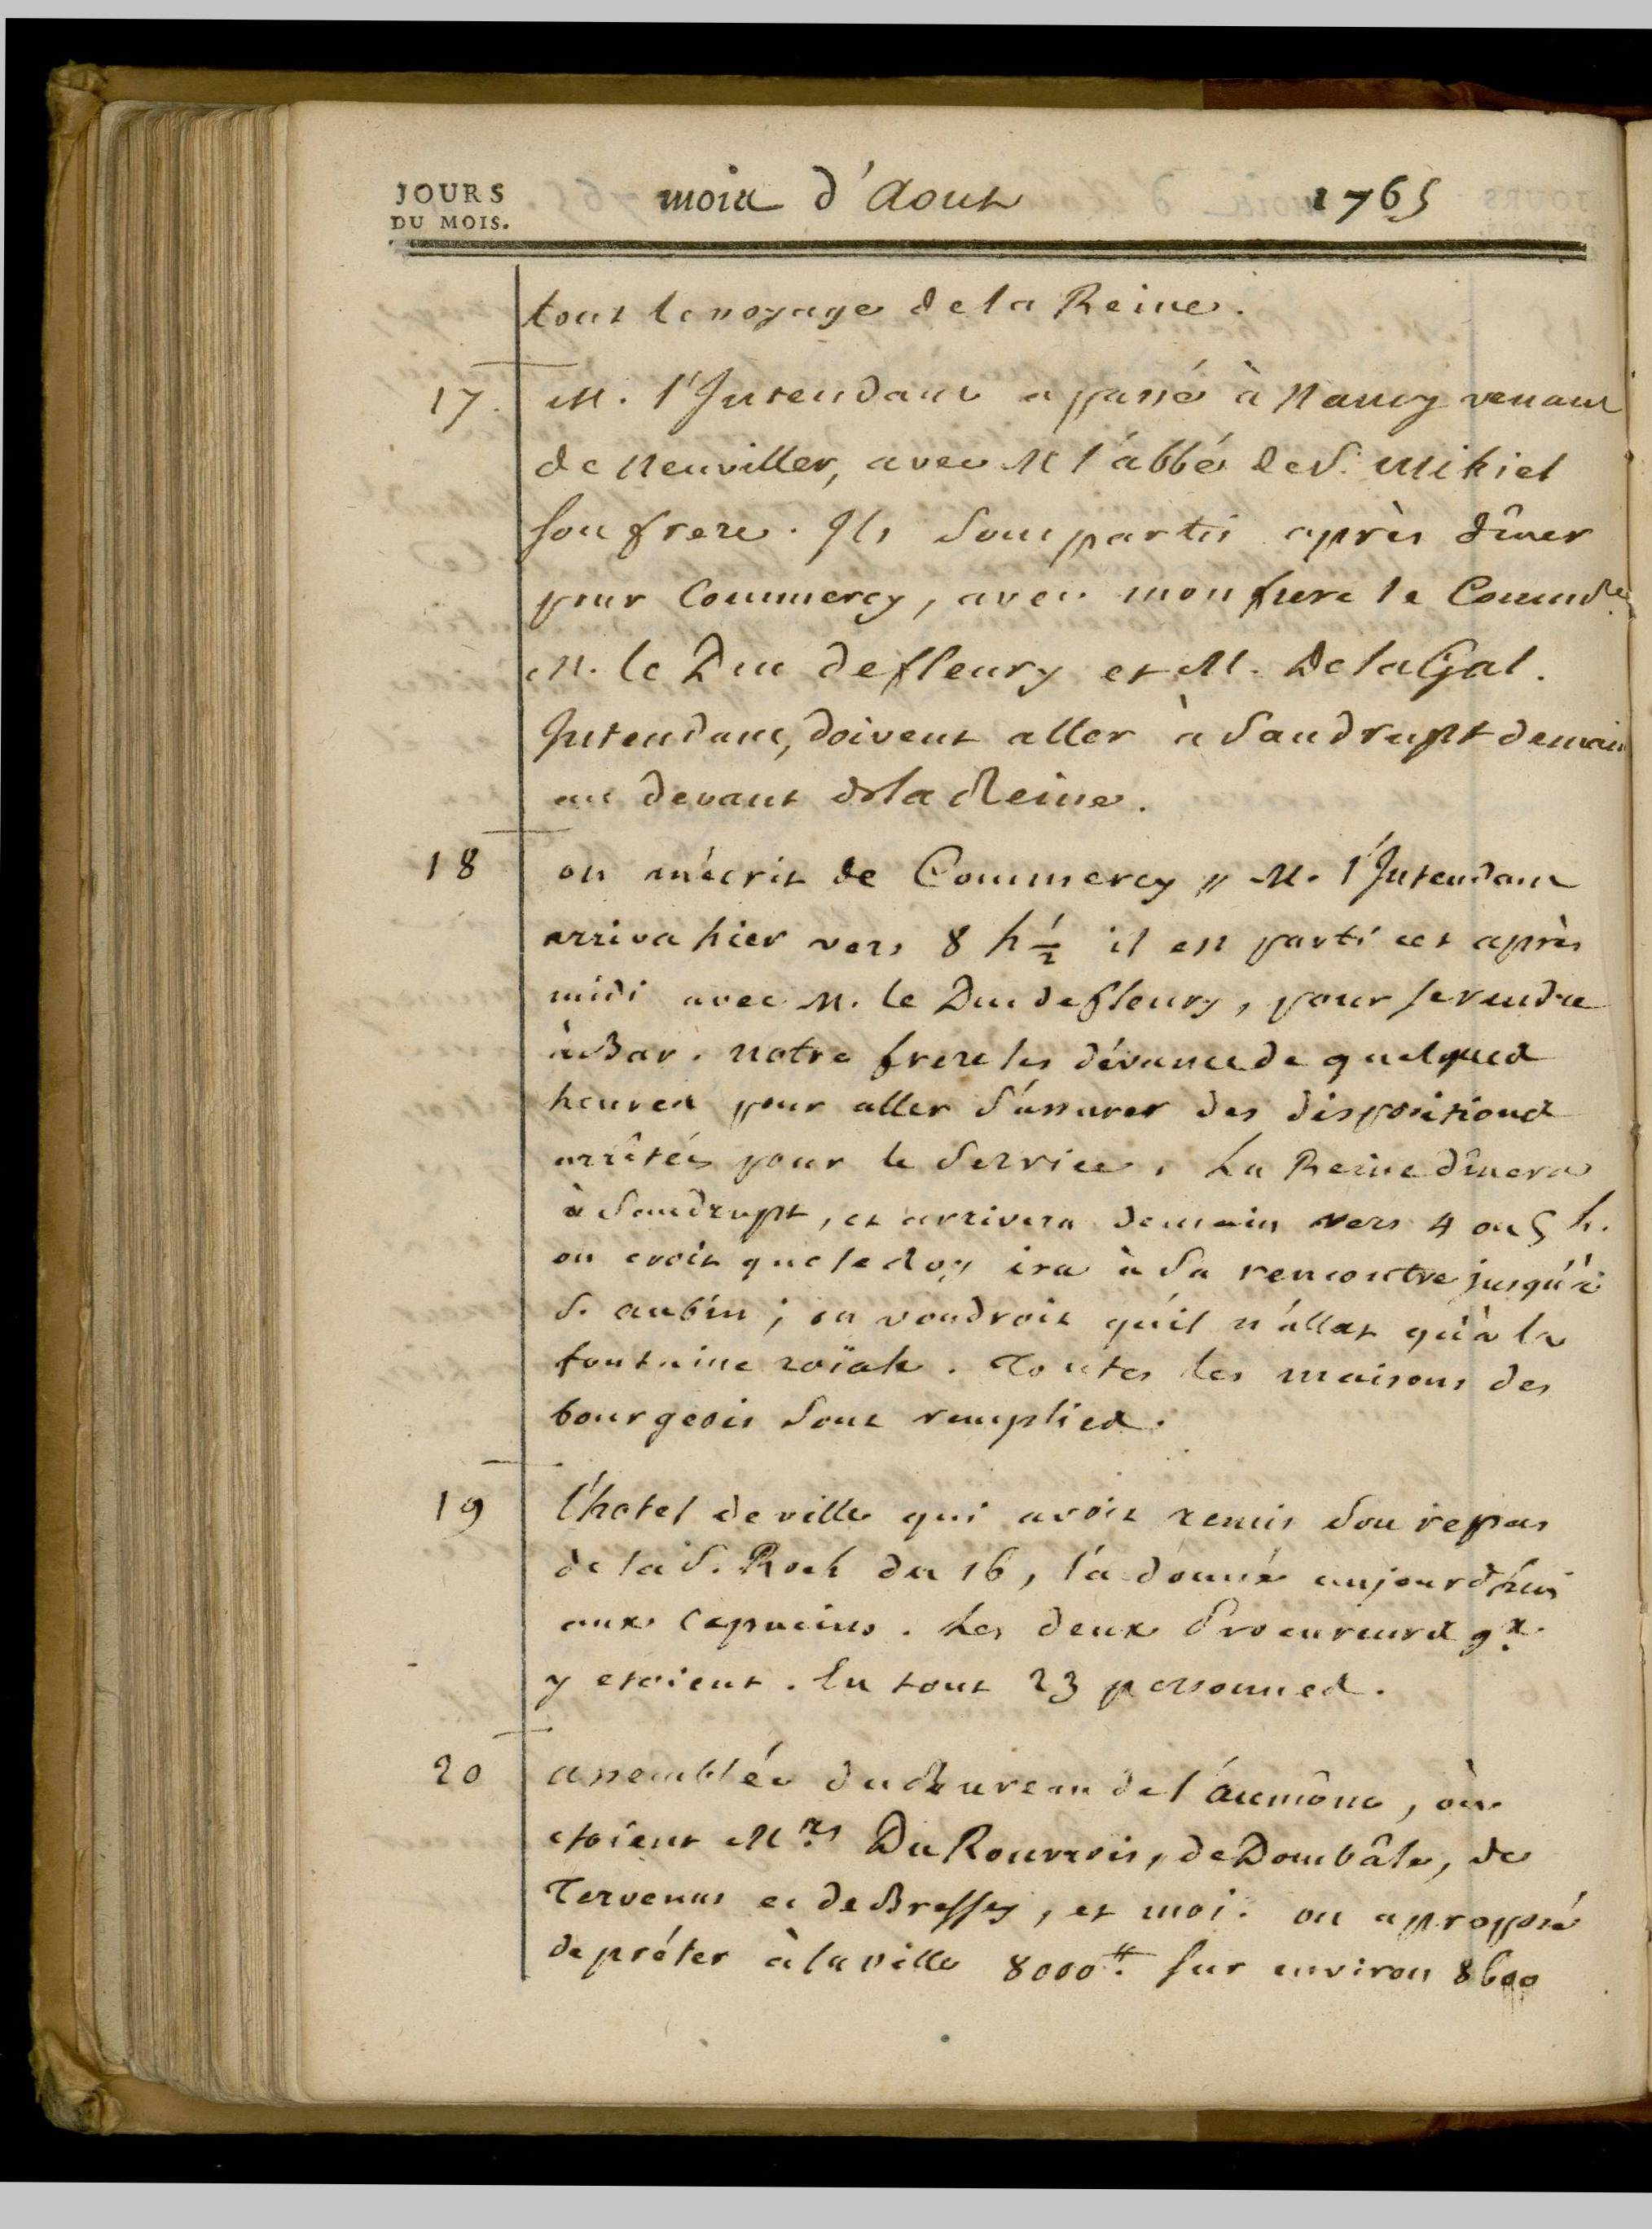 JOURS
DU MOIS.
mois d'Aout 1765
tout le voyage de la Reine.
17. M. l'Intendant a passé à Nancy venant
de Neuviller, avec M l'abbé de S. Mihiel
son frere. Ils sont partis après dîner
pour Commercy, avec mon frere le Command.
M. le Duc de fleury et M. De la Gal.
Intendant, doivent aller à Saudrupt demain
au devant de la Reine.
18 on m'ecrit de Commercy " M. l'Intendant
arriva hier vers 8 h ½ il est parti cet après
midi avec M. le Duc de fleury, pour se rendre
à Bar. notre frere les dévance de quelques
heures pour aller s'assurer des dispositions
arrêtées pour le service. La Reine dînera
à Saudrupt, et arrivera demain vers 4 ou 5 h.
on croit que le Roy ira à sa rencontre jusqu'à
S. aubin; on voudroit qu'il n'allat qu'à la
fontaine roïale. Toutes les maisons des
bourgeois sont remplies.
19 l'hotel de ville qui avoit remis son repas
de la S. Roch du 16, l'a donné aujourd'hui
aux capucins. Les deux Procureurs gx.
y etoient. En tout 23 personnes.
20 assemblée du Bureau de l'aumône, où
etoient Mrs Du Rouvrois, de Dombâle, de
Tervenus et de Bressey, et moi. on a proposé
de préter à la ville 8000 ₶. sur environ 8600